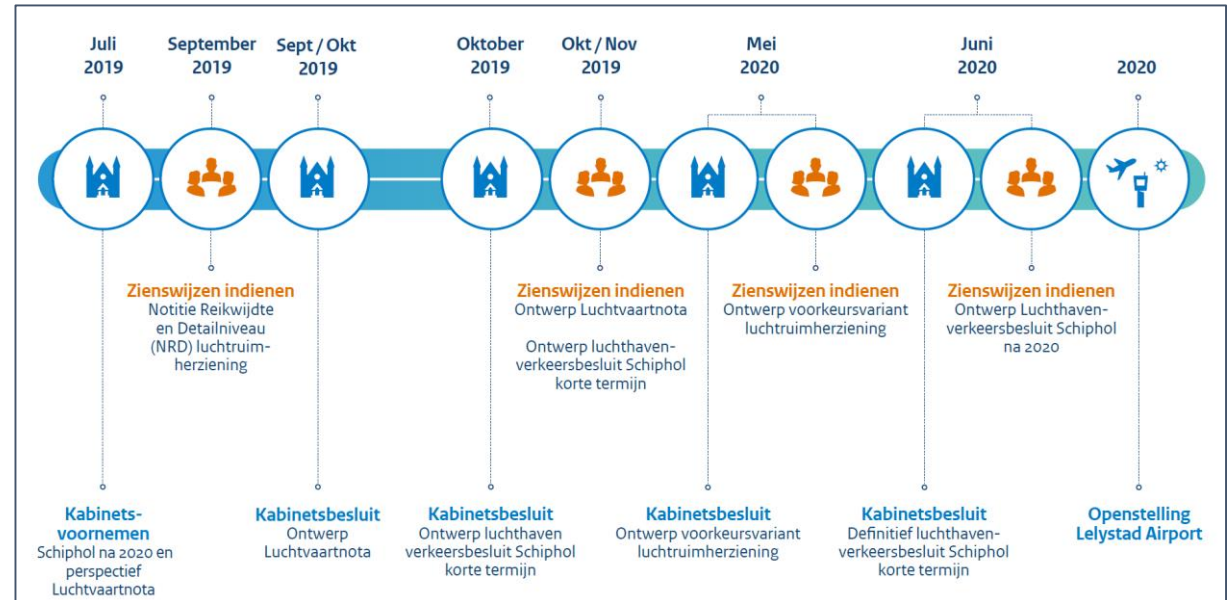 Juli
2019
September
2019
Sept / Okt
2019
Oktober
2019
Okt / Nov
2019
Mei
2020
Juni
2020
2020
Zienswijzen indienen
Notitie Reikwijdte
en Detailniveau
(NRD) luchtruim-
herziening
Zienswijzen indienen
Ontwerp Luchtvaartnota
Ontwerp luchthaven-
verkeersbesluit Schiphol
korte termijn
Zienswijzen indienen
Ontwerp voorkeursvariant
luchtruimherziening
Zienswijzen indienen
Ontwerp Luchthaven-
verkeersbesluit Schiphol
na 2020
Kabinets-
voornemen
Schiphol na 2020 en
perspectief
Luchtvaartnota
Kabinetsbesluit
Ontwerp
Luchtvaartnota
Kabinetsbesluit
Ontwerp luchthaven
verkeersbesluit Schiphol
korte termijn
Kabinetsbesluit
Ontwerp voorkeursvariant
luchtruimherziening
Kabinetsbesluit
Definitief luchthaven-
verkeersbesluit Schiphol
korte termijn
Openstelling
Lelystad Airport